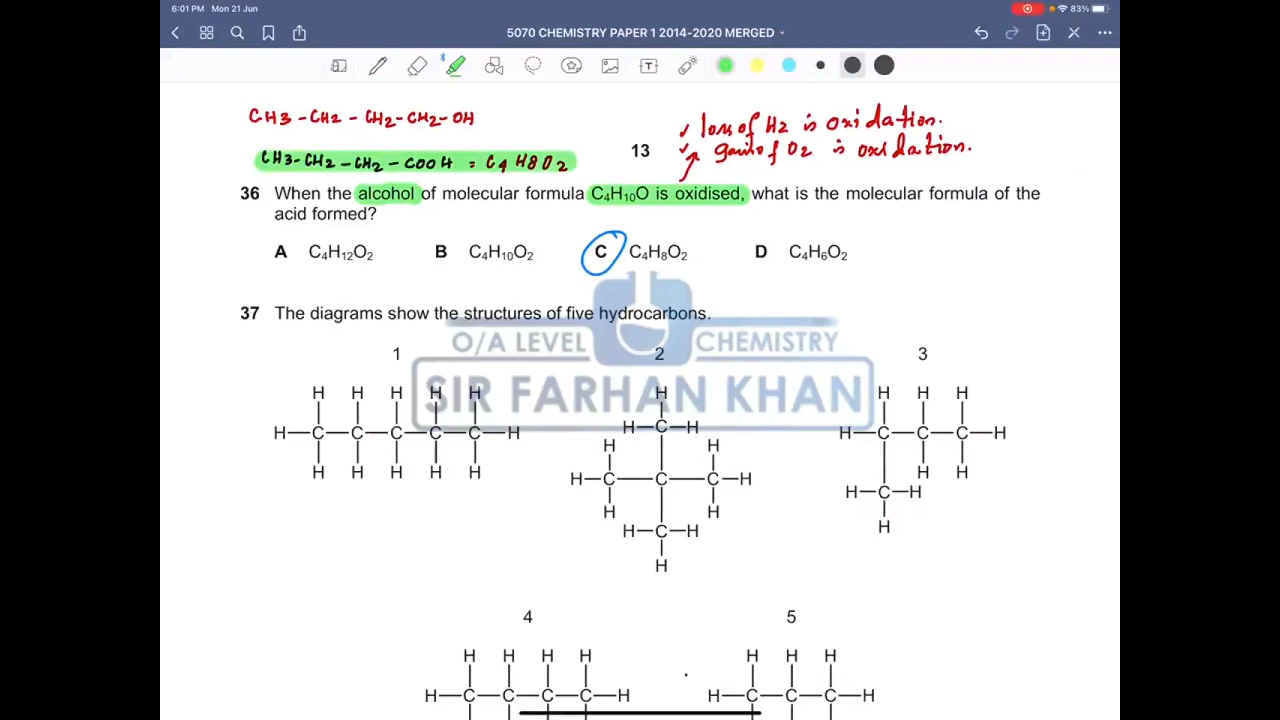 6:01 PM Mon 21 Jun
83%
5070 CHEMISTRY PAPER 1 2014-2020 MERGED
T
CH3 - CH2 - CH2 - CH2 - OH
✓ loss of H2 is oxidation.
CH3 - CH2 - CH2 - COOH = C4H8O2
13
✓ gain of O2 is oxidation.
36 When the alcohol of molecular formula C₄H₁₀O is oxidised, what is the molecular formula of the
acid formed?
A C₄H₁₂O₂ B C₄H₁₀O₂ C C₄H₈O₂ D C₄H₆O₂
37 The diagrams show the structures of five hydrocarbons.
O/A LEVEL CHEMISTRY
SIR FARHAN KHAN
1 2 3
H H H H H H H H H
H–C–C–C–C–C–H H–C–H H–C–C–C–H
H H H H H H H H H
H–C–C–C–H H–C–H
H H H
H–C–H
H
4 5
H H H H H H H
H–C–C–C–C–H H–C–C–C–H